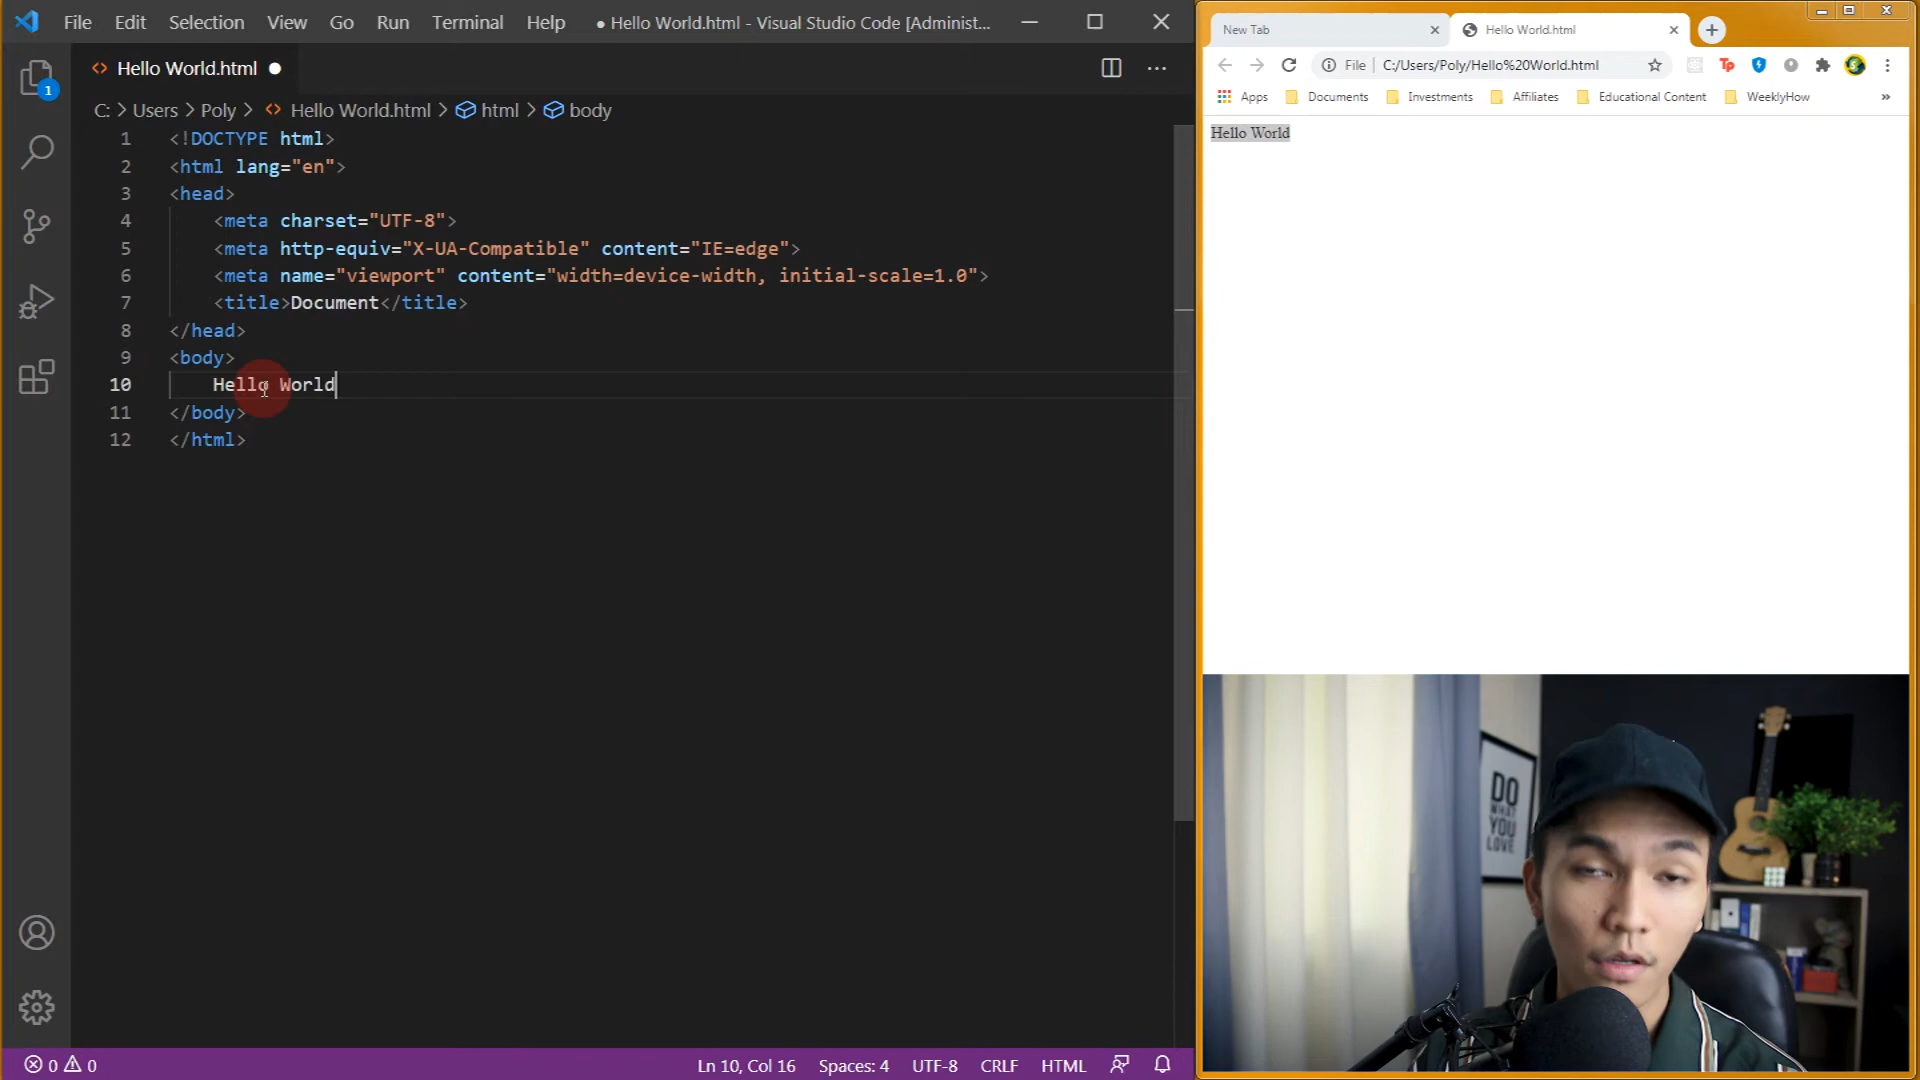 File Edit Selection View Go Run Terminal Help ● Hello World.html - Visual Studio Code [Administ...
Hello World.html ●
C: > Users > Poly > Hello World.html > html > body
1 <!DOCTYPE html>
2 <html lang="en">
3 <head>
4 <meta charset="UTF-8">
5 <meta http-equiv="X-UA-Compatible" content="IE=edge">
6 <meta name="viewport" content="width=device-width, initial-scale=1.0">
7 <title>Document</title>
8 </head>
9 <body>
10 Hello World
11 </body>
12 </html>
1
0 0
Ln 10, Col 16 Spaces: 4 UTF-8 CRLF HTML
New Tab Hello World.html
File C:/Users/Poly/Hello%20World.html
Tp
Apps Documents Investments Affiliates Educational Content WeeklyHow »
Hello World
DO
WHAT
YOU
LOVE